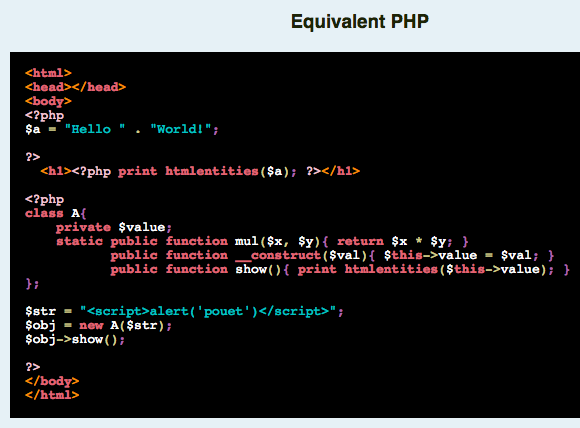 Equivalent PHP
<html>
<head></head>
<body>
<?php
$a = "Hello " . "World!";
?>
<h1><?php print htmlentities($a); ?></h1>
<?php
class A{
private $value;
static public function mul($x, $y){ return $x * $y; }
public function __construct($val){ $this->value = $val; }
public function show(){ print htmlentities($this->value); }
};
$str = "<script>alert('pouet')</script>";
$obj = new A($str);
$obj->show();
?>
</body>
</html>